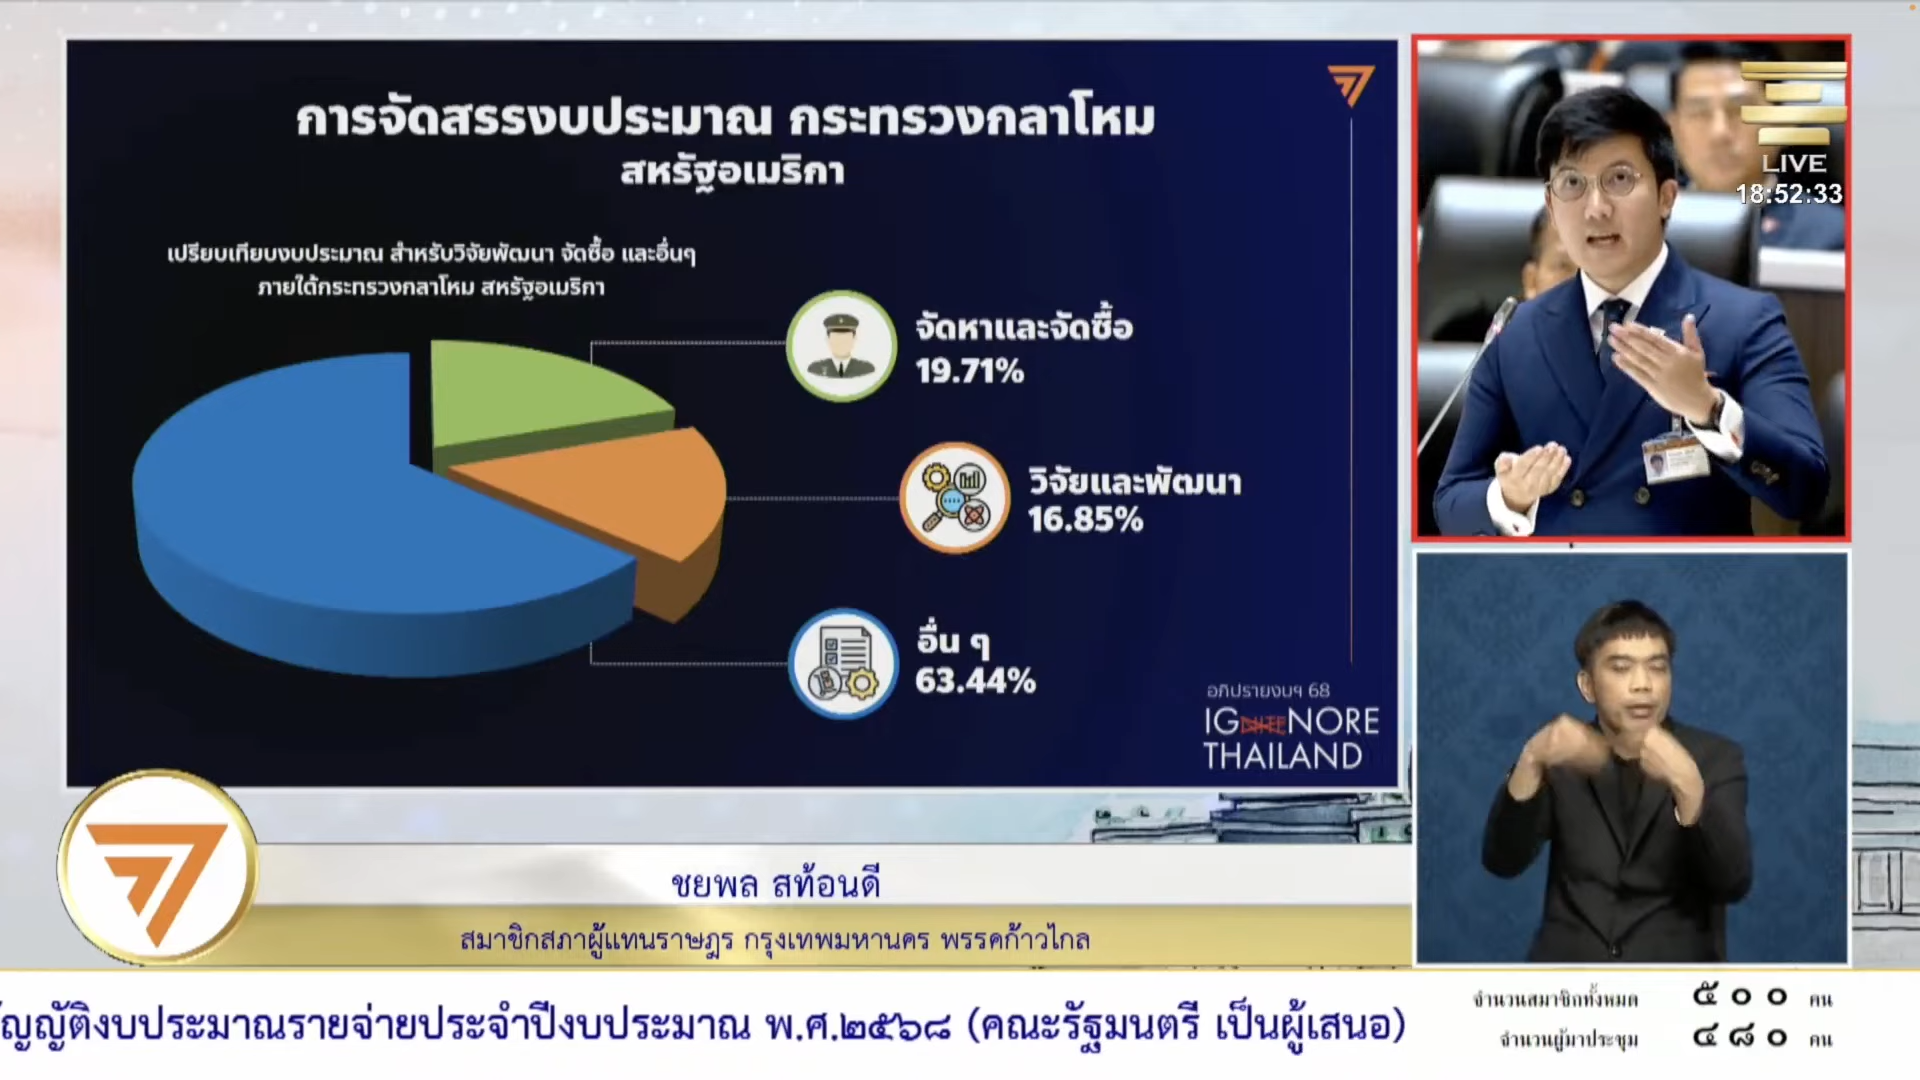 การจัดสรรงบประมาณ กระทรวงกลาโหม
สหรัฐอเมริกา
เปรียบเทียบงบประมาณ สำหรับวิจัยพัฒนา จัดซื้อ และอื่นๆ
ภายใต้กระทรวงกลาโหม สหรัฐอเมริกา
จัดหาและจัดซื้อ
19.71%
วิจัยและพัฒนา
16.85%
อื่น ๆ
63.44%
อภิปรายงบฯ 68
IGNITENORE
THAILAND
LIVE
18:52:33
ชยพล สท้อนดี
สมาชิกสภาผู้แทนราษฎร กรุงเทพมหานคร พรรคก้าวไกล
ัญญัติงบประมาณรายจ่ายประจำปีงบประมาณ พ.ศ.๒๕๖๘ (คณะรัฐมนตรี เป็นผู้เสนอ)
จำนวนสมาชิกทั้งหมด ๕๐๐ คน
จำนวนผู้มาประชุม ๔๘๐ คน